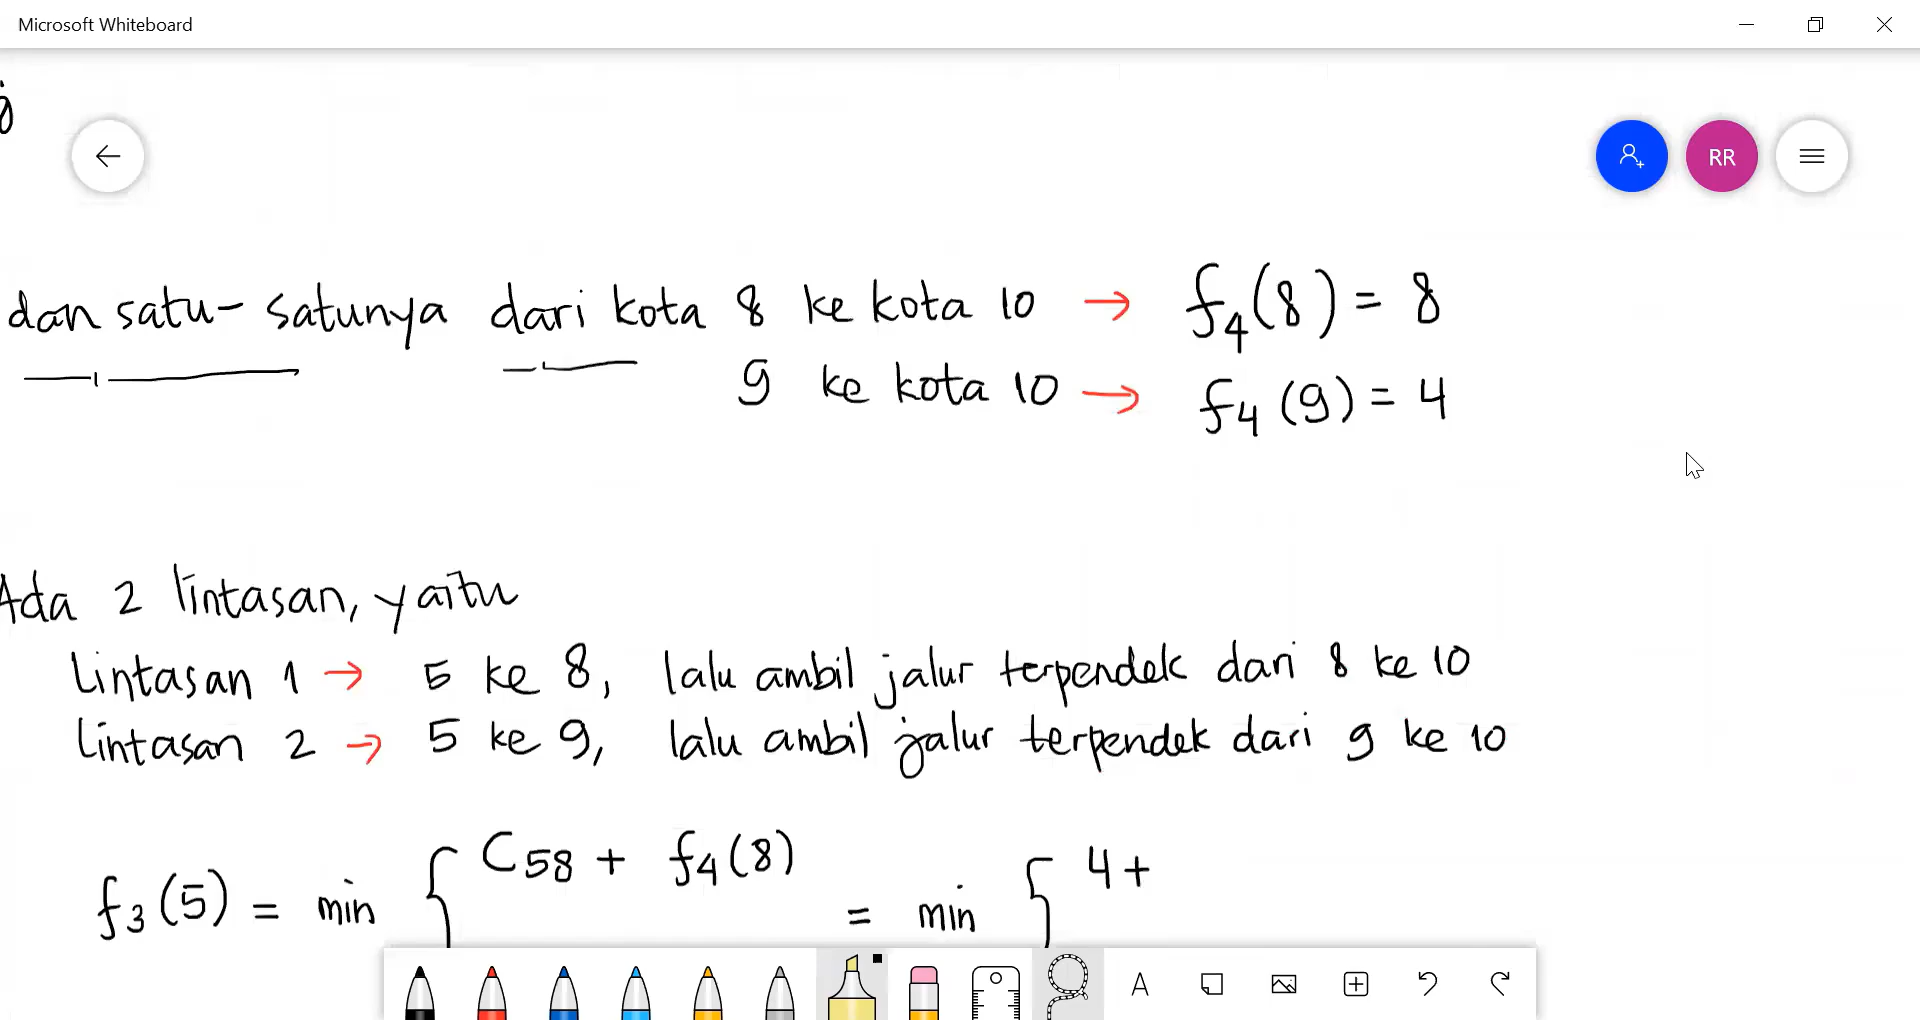 Microsoft Whiteboard
RR
dan satu-satunya dari kota 8 ke kota 10 → f₄(8) = 8
9 ke kota 10 → f₄(9) = 4
Ada 2 lintasan, yaitu
Lintasan 1 → 5 ke 8, lalu ambil jalur terpendek dari 8 ke 10
Lintasan 2 → 5 ke 9, lalu ambil jalur terpendek dari 9 ke 10
f₃(5) = min { C₅₈ + f₄(8) = min { 4 +
A